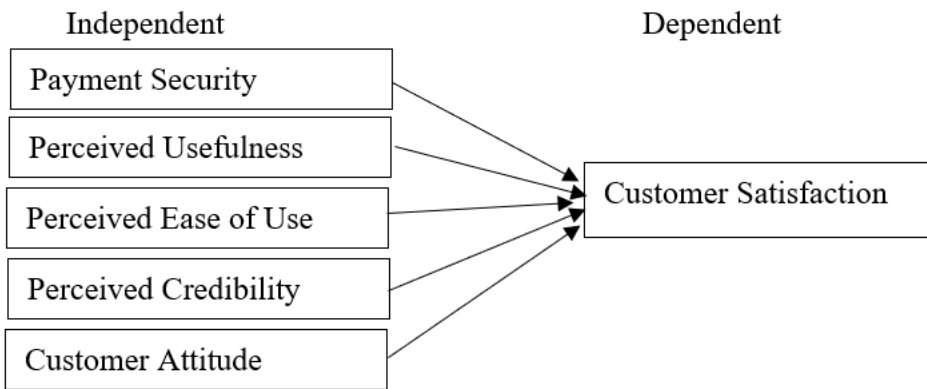 Independent
Dependent
Payment Security
Perceived Usefulness
Perceived Ease of Use
Perceived Credibility
Customer Attitude
Customer Satisfaction